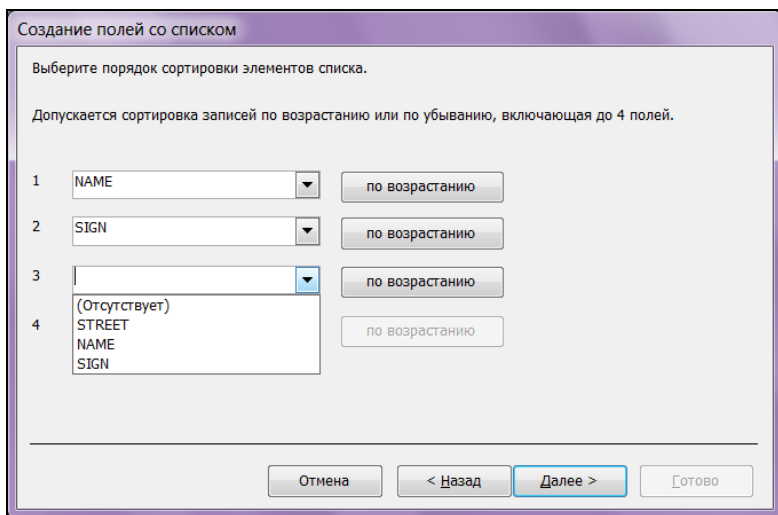 Создание полей со списком
Выберите порядок сортировки элементов списка.
Допускается сортировка записей по возрастанию или по убыванию, включающая до 4 полей.
1 NAME по возрастанию
2 SIGN по возрастанию
3 по возрастанию
(Отсутствует)
4 STREET по возрастанию
NAME
SIGN
Отмена < Назад Далее > Готово